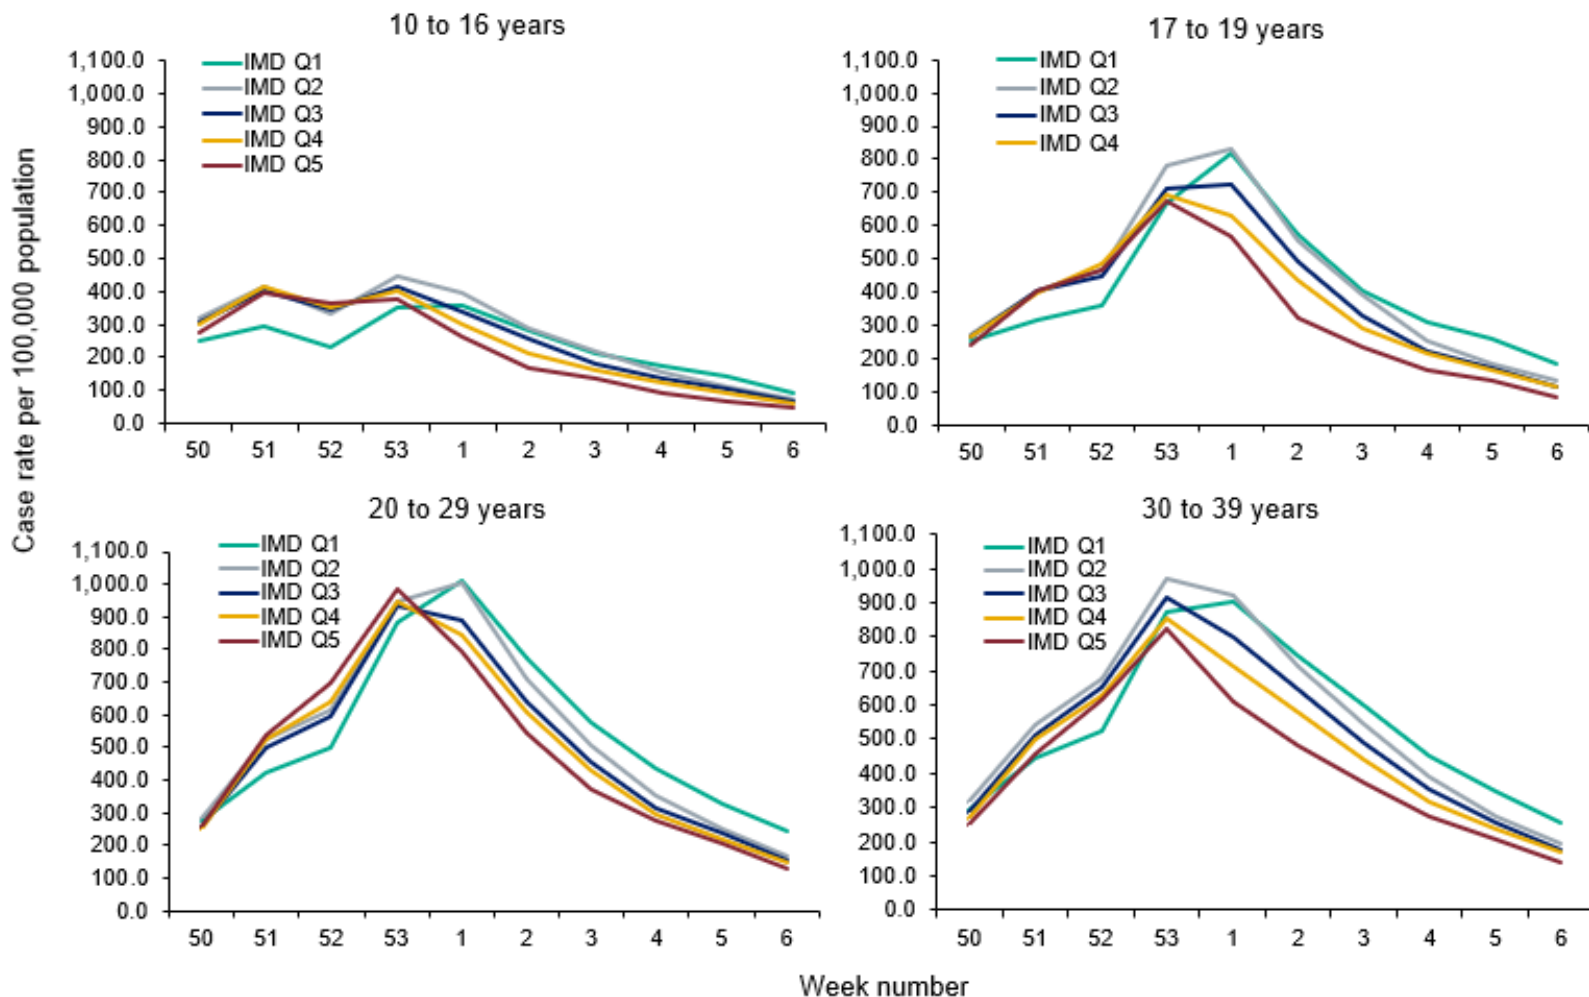 Case rate per 100,000 population
10 to 16 years
1,100.0
1,000.0
900.0
800.0
700.0
600.0
500.0
400.0
300.0
200.0
100.0
0.0
IMD Q1
IMD Q2
IMD Q3
IMD Q4
IMD Q5
50 51 52 53 1 2 3 4 5 6
17 to 19 years
1,100.0
1,000.0
900.0
800.0
700.0
600.0
500.0
400.0
300.0
200.0
100.0
0.0
IMD Q1
IMD Q2
IMD Q3
IMD Q4
50 51 52 53 1 2 3 4 5 6
20 to 29 years
1,100.0
1,000.0
900.0
800.0
700.0
600.0
500.0
400.0
300.0
200.0
100.0
0.0
IMD Q1
IMD Q2
IMD Q3
IMD Q4
IMD Q5
50 51 52 53 1 2 3 4 5 6
30 to 39 years
1,100.0
1,000.0
900.0
800.0
700.0
600.0
500.0
400.0
300.0
200.0
100.0
0.0
IMD Q1
IMD Q2
IMD Q3
IMD Q4
IMD Q5
50 51 52 53 1 2 3 4 5 6
Week number